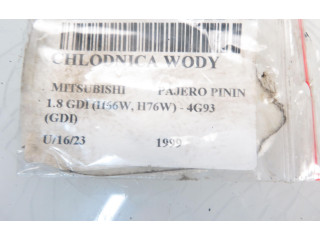 CHLODNICA WODY
MITSUBISHI PAJERO PININ
1.8 GDI (H66W, H76W) - 4G93
(GDI)
U/16/23 1999